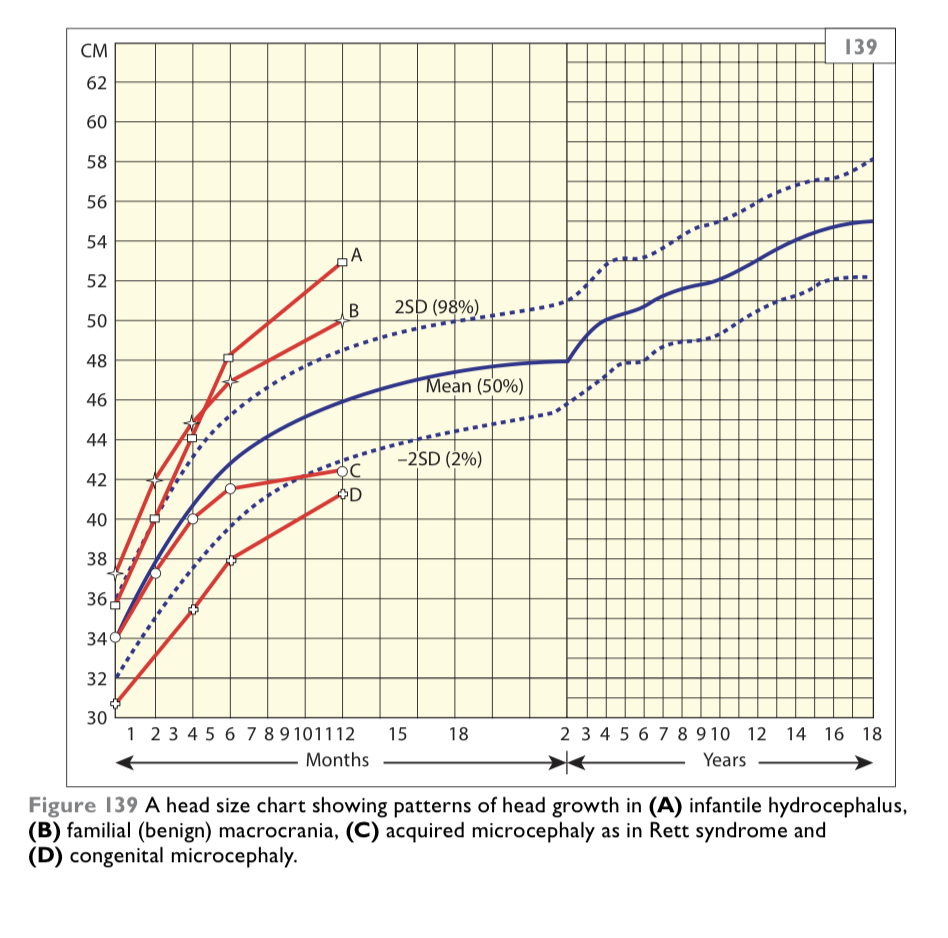 139
CM
62
60
58
56
54
52
50
48
46
44
42
40
38
36
34
32
30
A
B
2SD (98%)
Mean (50%)
–2SD (2%)
C
D
1 2 3 4 5 6 7 8 9 10 11 12 15 18 2 3 4 5 6 7 8 9 10 12 14 16 18
Months Years
Figure 139 A head size chart showing patterns of head growth in (A) infantile hydrocephalus,
(B) familial (benign) macrocrania, (C) acquired microcephaly as in Rett syndrome and
(D) congenital microcephaly.